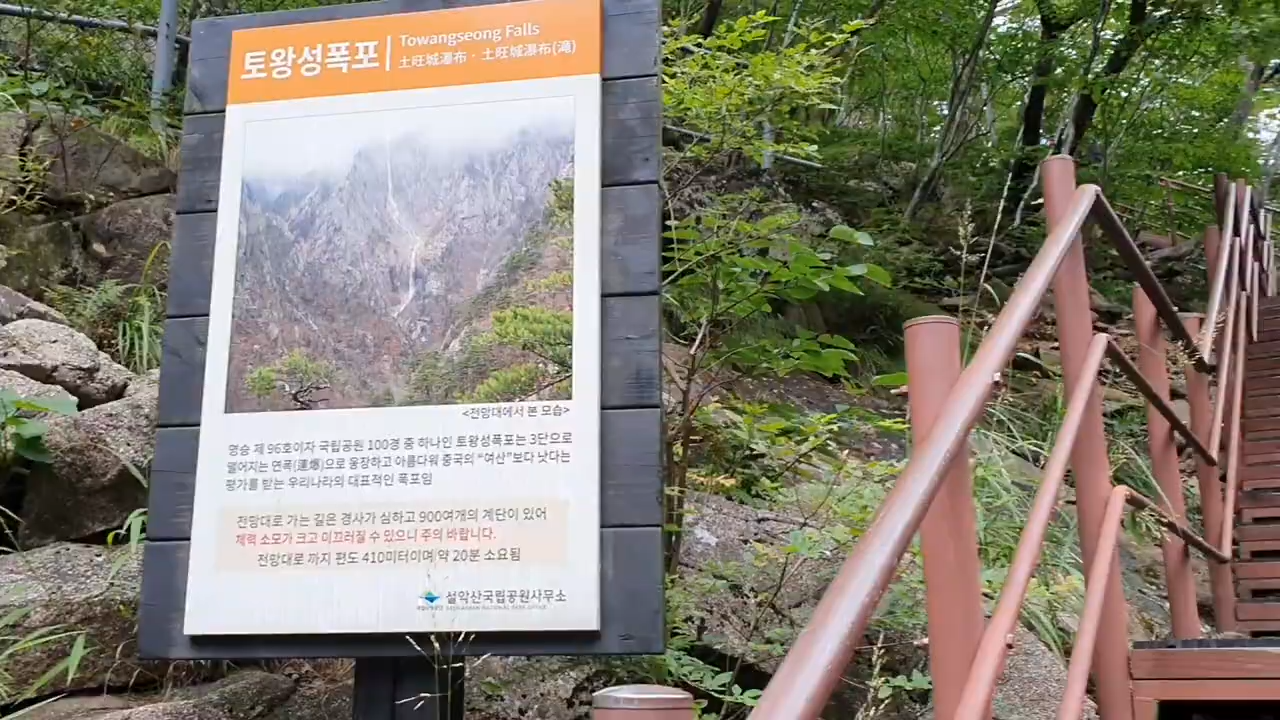 토왕성폭포
Towangseong Falls
土旺城瀑布 · 土旺城瀑布(滝)
<전망대에서 본 모습>
명승 제 96호이자 국립공원 100경 중 하나인 토왕성폭포는 3단으로
떨어지는 연폭(連爆)으로 웅장하고 아름다워 중국의 "여산"보다 낫다는
평가를 받는 우리나라의 대표적인 폭포임
전망대로 가는 길은 경사가 심하고 900여개의 계단이 있어
체력 소모가 크고 미끄러질 수 있으니 주의 바랍니다.
전망대로 까지 편도 410미터이며 약 20분 소요됨
설악산국립공원사무소
SEORAKSAN NATIONAL PARK OFFICE